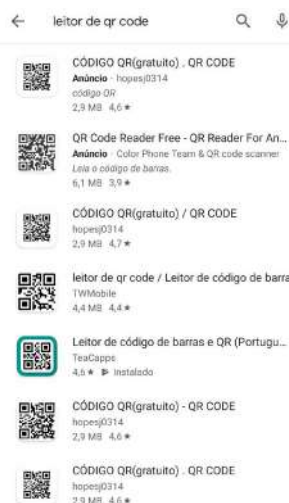 leitor de qr code
CÓDIGO QR(gratuito) . QR CODE
Anúncio · hopesj0314
código QR
2,9 MB 4,6 ★
QR Code Reader Free - QR Reader For An...
Anúncio · Color Phone Team & QR code scanner
Leia o código de barras.
6,1 MB 3,9 ★
CÓDIGO QR(gratuito) / QR CODE
hopesj0314
2,9 MB 4,7 ★
leitor de qr code / Leitor de código de barra
TWMobile
4,4 MB 4,4 ★
Leitor de código de barras e QR (Portugu...
TeaCapps
4,6 ★ Instalado
CÓDIGO QR(gratuito) - QR CODE
hopesj0314
2,9 MB 4,6 ★
CÓDIGO QR(gratuito) . QR CODE
hopesj0314
2,9 MB 4,6 ★